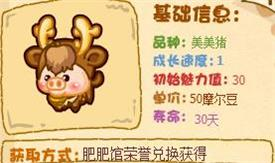 基础信息:
品种: 美美猪
成长速度: 1
初始魅力值: 30
单价: 50摩尔豆
寿命: 30天
获取方式: 肥肥馆荣誉兑换获得